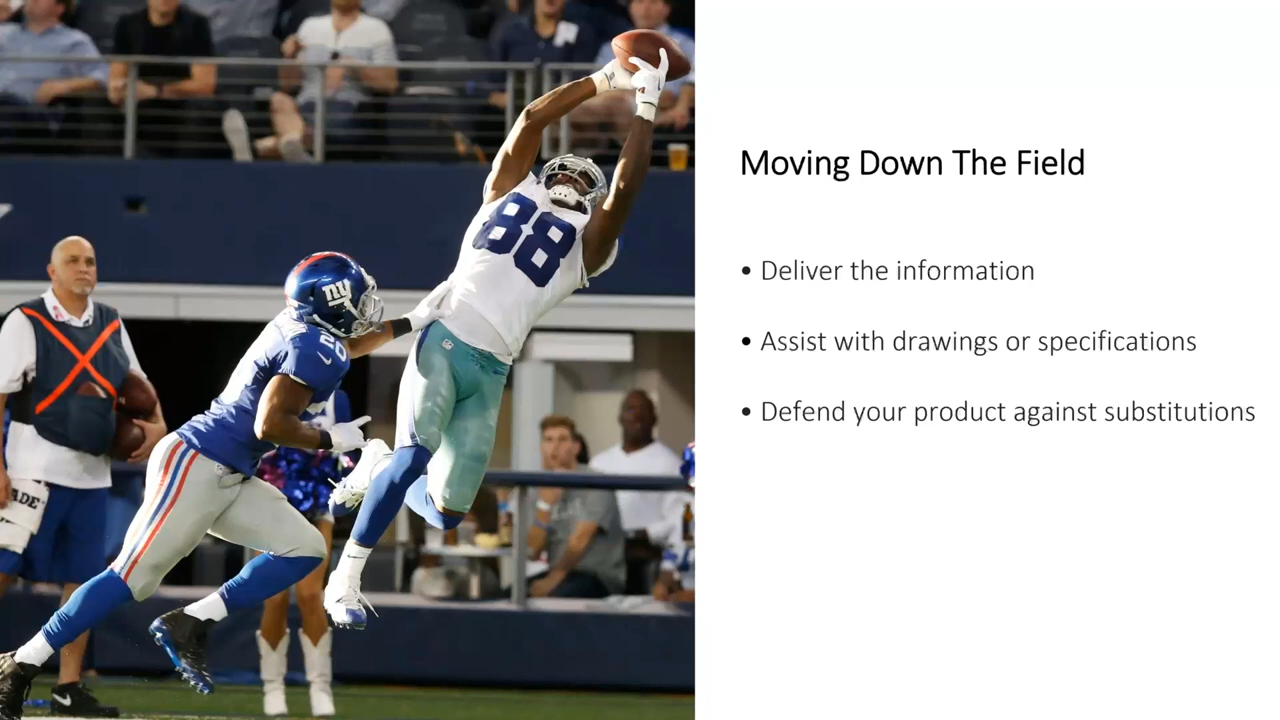 Moving Down The Field
• Deliver the information
• Assist with drawings or specifications
• Defend your product against substitutions
88
ny
20
ADE